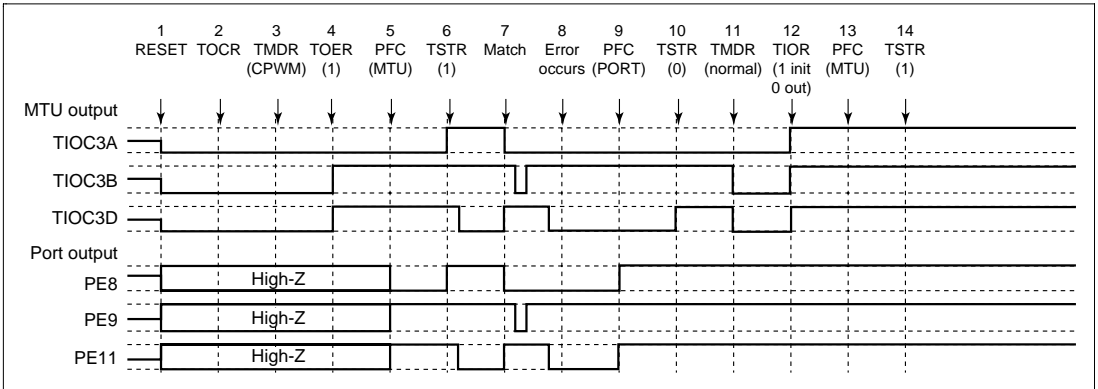 1 2 3 4 5 6 7 8 9 10 11 12 13 14
RESET TOCR TMDR TOER PFC TSTR Match Error PFC TSTR TMDR TIOR PFC TSTR
(CPWM) (1) (MTU) (1) occurs (PORT) (0) (normal) (1 init (MTU) (1)
0 out)
MTU output
TIOC3A
TIOC3B
TIOC3D
Port output
PE8 High-Z
PE9 High-Z
PE11 High-Z